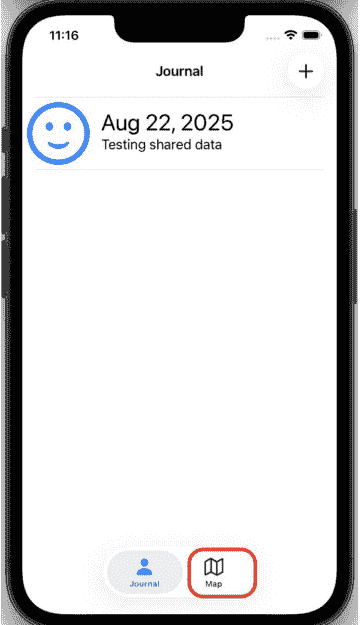 11:16
Journal
+
Aug 22, 2025
Testing shared data
Journal
Map